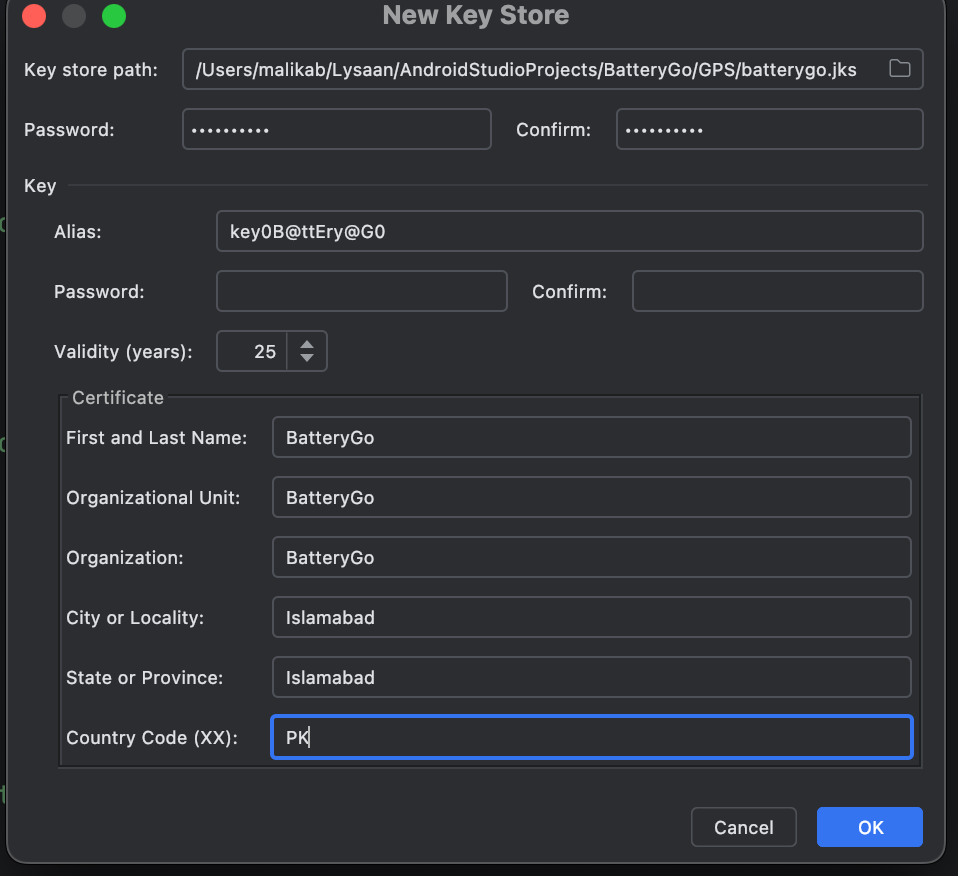 New Key Store
Key store path: /Users/malikab/Lysaan/AndroidStudioProjects/BatteryGo/GPS/batterygo.jks
Password: •••••••••• Confirm: ••••••••••
Key
Alias: key0B@ttEry@G0
Password: Confirm:
Validity (years): 25
Certificate
First and Last Name: BatteryGo
Organizational Unit: BatteryGo
Organization: BatteryGo
City or Locality: Islamabad
State or Province: Islamabad
Country Code (XX): PK
Cancel OK